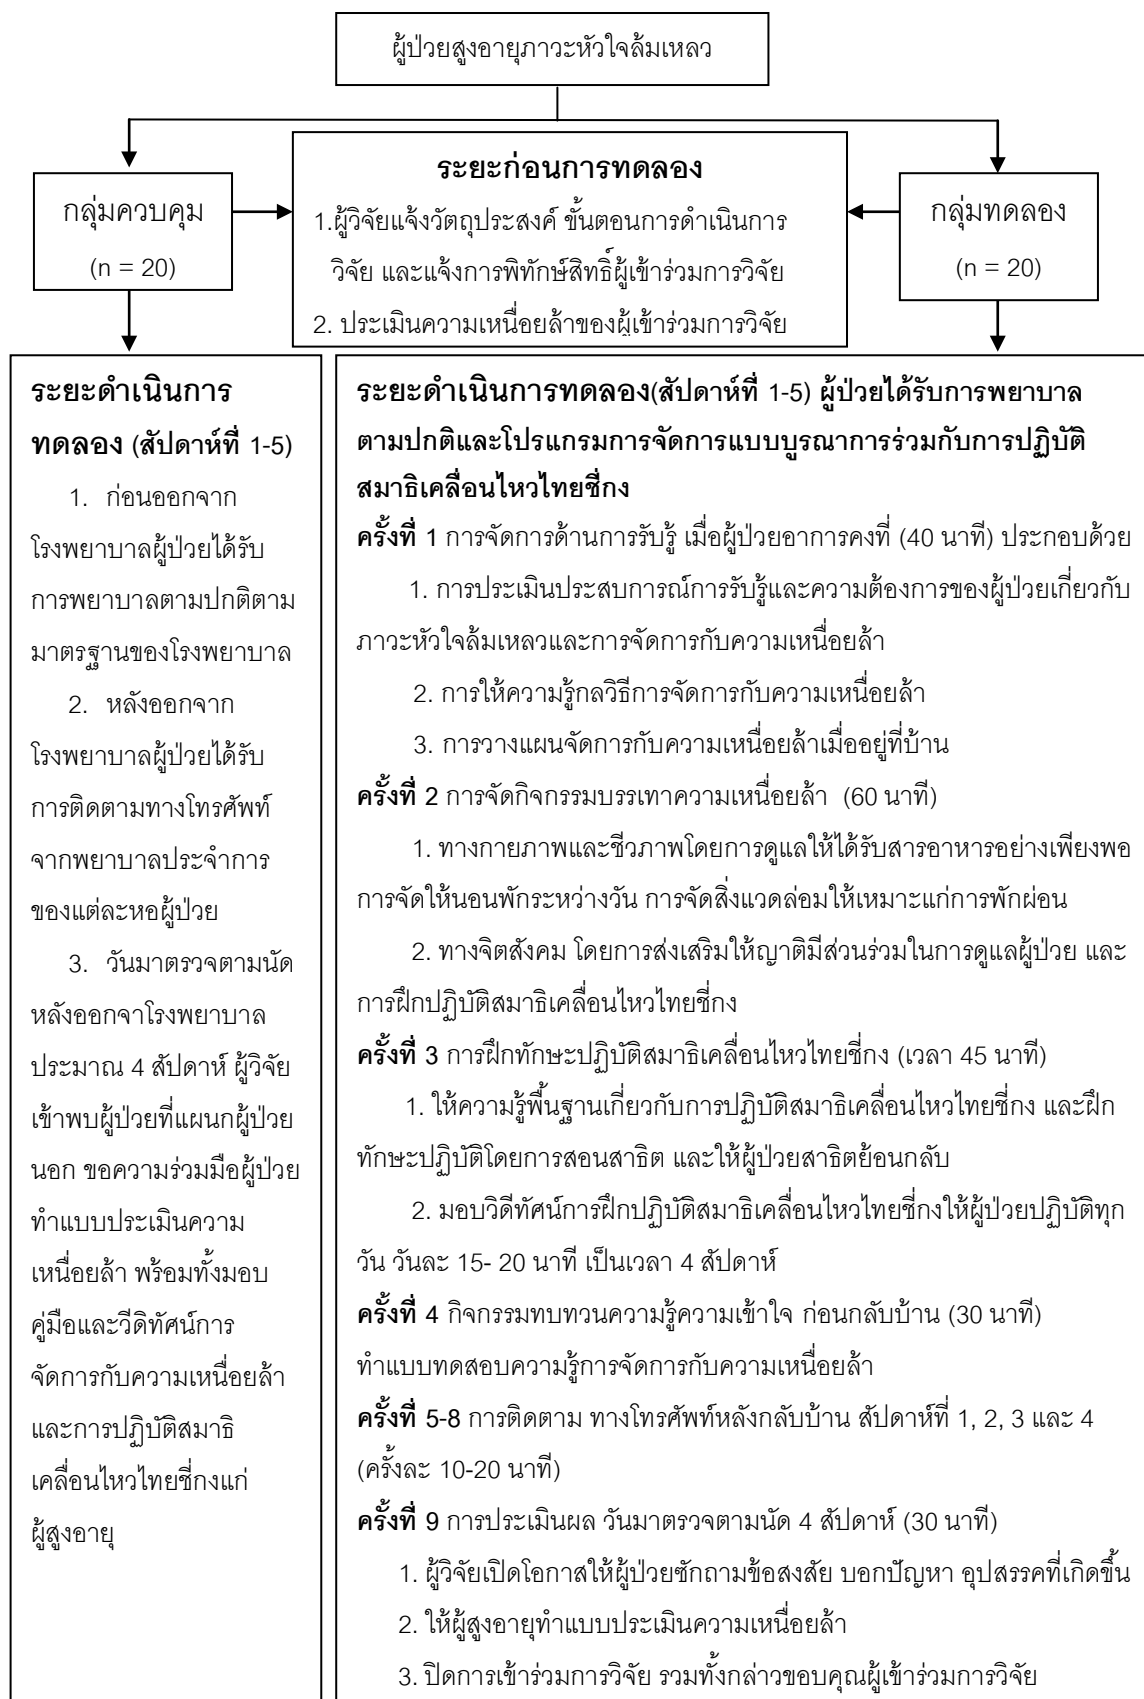 ผู้ป่วยสูงอายุภาวะหัวใจล้มเหลว
กลุ่มควบคุม
(n = 20)
ระยะก่อนการทดลอง
1.ผู้วิจัยแจ้งวัตถุประสงค์ ขั้นตอนการดำเนินการ
วิจัย และแจ้งการพิทักษ์สิทธิ์ผู้เข้าร่วมการวิจัย
2. ประเมินความเหนื่อยล้าของผู้เข้าร่วมการวิจัย
กลุ่มทดลอง
(n = 20)
ระยะดำเนินการ
ทดลอง (สัปดาห์ที่ 1-5)
1. ก่อนออกจาก
โรงพยาบาลผู้ป่วยได้รับ
การพยาบาลตามปกติตาม
มาตรฐานของโรงพยาบาล
2. หลังออกจาก
โรงพยาบาลผู้ป่วยได้รับ
การติดตามทางโทรศัพท์
จากพยาบาลประจำการ
ของแต่ละหอผู้ป่วย
3. วันมาตรวจตามนัด
หลังออกจาโรงพยาบาล
ประมาณ 4 สัปดาห์ ผู้วิจัย
เข้าพบผู้ป่วยที่แผนกผู้ป่วย
นอก ขอความร่วมมือผู้ป่วย
ทำแบบประเมินความ
เหนื่อยล้า พร้อมทั้งมอบ
คู่มือและวีดิทัศน์การ
จัดการกับความเหนื่อยล้า
และการปฏิบัติสมาธิ
เคลื่อนไหวไทยชี่กงแก่
ผู้สูงอายุ
ระยะดำเนินการทดลอง(สัปดาห์ที่ 1-5) ผู้ป่วยได้รับการพยาบาล
ตามปกติและโปรแกรมการจัดการแบบบูรณาการร่วมกับการปฏิบัติ
สมาธิเคลื่อนไหวไทยชี่กง
ครั้งที่ 1 การจัดการด้านการรับรู้ เมื่อผู้ป่วยอาการคงที่ (40 นาที) ประกอบด้วย
1. การประเมินประสบการณ์การรับรู้และความต้องการของผู้ป่วยเกี่ยวกับ
ภาวะหัวใจล้มเหลวและการจัดการกับความเหนื่อยล้า
2. การให้ความรู้กลวิธีการจัดการกับความเหนื่อยล้า
3. การวางแผนจัดการกับความเหนื่อยล้าเมื่ออยู่ที่บ้าน
ครั้งที่ 2 การจัดกิจกรรมบรรเทาความเหนื่อยล้า (60 นาที)
1. ทางกายภาพและชีวภาพโดยการดูแลให้ได้รับสารอาหารอย่างเพียงพอ
การจัดให้นอนพักระหว่างวัน การจัดสิ่งแวดล่อมให้เหมาะแก่การพักผ่อน
2. ทางจิตสังคม โดยการส่งเสริมให้ญาติมีส่วนร่วมในการดูแลผู้ป่วย และ
การฝึกปฏิบัติสมาธิเคลื่อนไหวไทยชี่กง
ครั้งที่ 3 การฝึกทักษะปฏิบัติสมาธิเคลื่อนไหวไทยชี่กง (เวลา 45 นาที)
1. ให้ความรู้พื้นฐานเกี่ยวกับการปฏิบัติสมาธิเคลื่อนไหวไทยชี่กง และฝึก
ทักษะปฏิบัติโดยการสอนสาธิต และให้ผู้ป่วยสาธิตย้อนกลับ
2. มอบวิดีทัศน์การฝึกปฏิบัติสมาธิเคลื่อนไหวไทยชี่กงให้ผู้ป่วยปฏิบัติทุก
วัน วันละ 15- 20 นาที เป็นเวลา 4 สัปดาห์
ครั้งที่ 4 กิจกรรมทบทวนความรู้ความเข้าใจ ก่อนกลับบ้าน (30 นาที)
ทำแบบทดสอบความรู้การจัดการกับความเหนื่อยล้า
ครั้งที่ 5-8 การติดตาม ทางโทรศัพท์หลังกลับบ้าน สัปดาห์ที่ 1, 2, 3 และ 4
(ครั้งละ 10-20 นาที)
ครั้งที่ 9 การประเมินผล วันมาตรวจตามนัด 4 สัปดาห์ (30 นาที)
1. ผู้วิจัยเปิดโอกาสให้ผู้ป่วยซักถามข้อสงสัย บอกปัญหา อุปสรรคที่เกิดขึ้น
2. ให้ผู้สูงอายุทำแบบประเมินความเหนื่อยล้า
3. ปิดการเข้าร่วมการวิจัย รวมทั้งกล่าวขอบคุณผู้เข้าร่วมการวิจัย